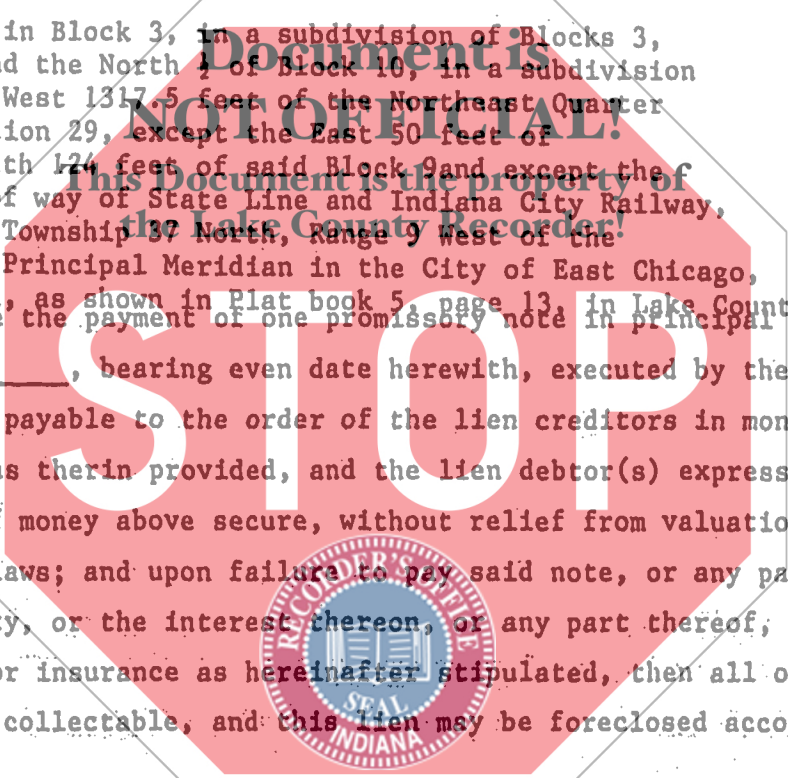 in Block 3, in a subdivision of Blocks 3,
Document is
d the North ½ of Block 10, in a subdivision
West 1317.5 feet of the Northeast Quarter
NOT OFFICIAL!
ion 29, except the East 50 feet of
th 124 feet of said Block 9and except the
This Document is the property of
f way of State Line and Indiana City Railway,
the Lake County Recorder!
Township 37 North, Range 9 West of the
Principal Meridian in the City of East Chicago,
, as shown in Plat book 5, page 13, in Lake Count
e the payment of one promissory note in principal
STOP
, bearing even date herewith, executed by the
payable to the order of the lien creditors in mon
s therin provided, and the lien debtor(s) express
money above secure, without relief from valuatio
aws; and upon failure to pay said note, or any pa
y, or the interest thereon, or any part thereof,
or insurance as hereinafter stipulated, then all o
collectable, and this lien may be foreclosed acco
RECORDER'S OFFICE
SEAL
INDIANA